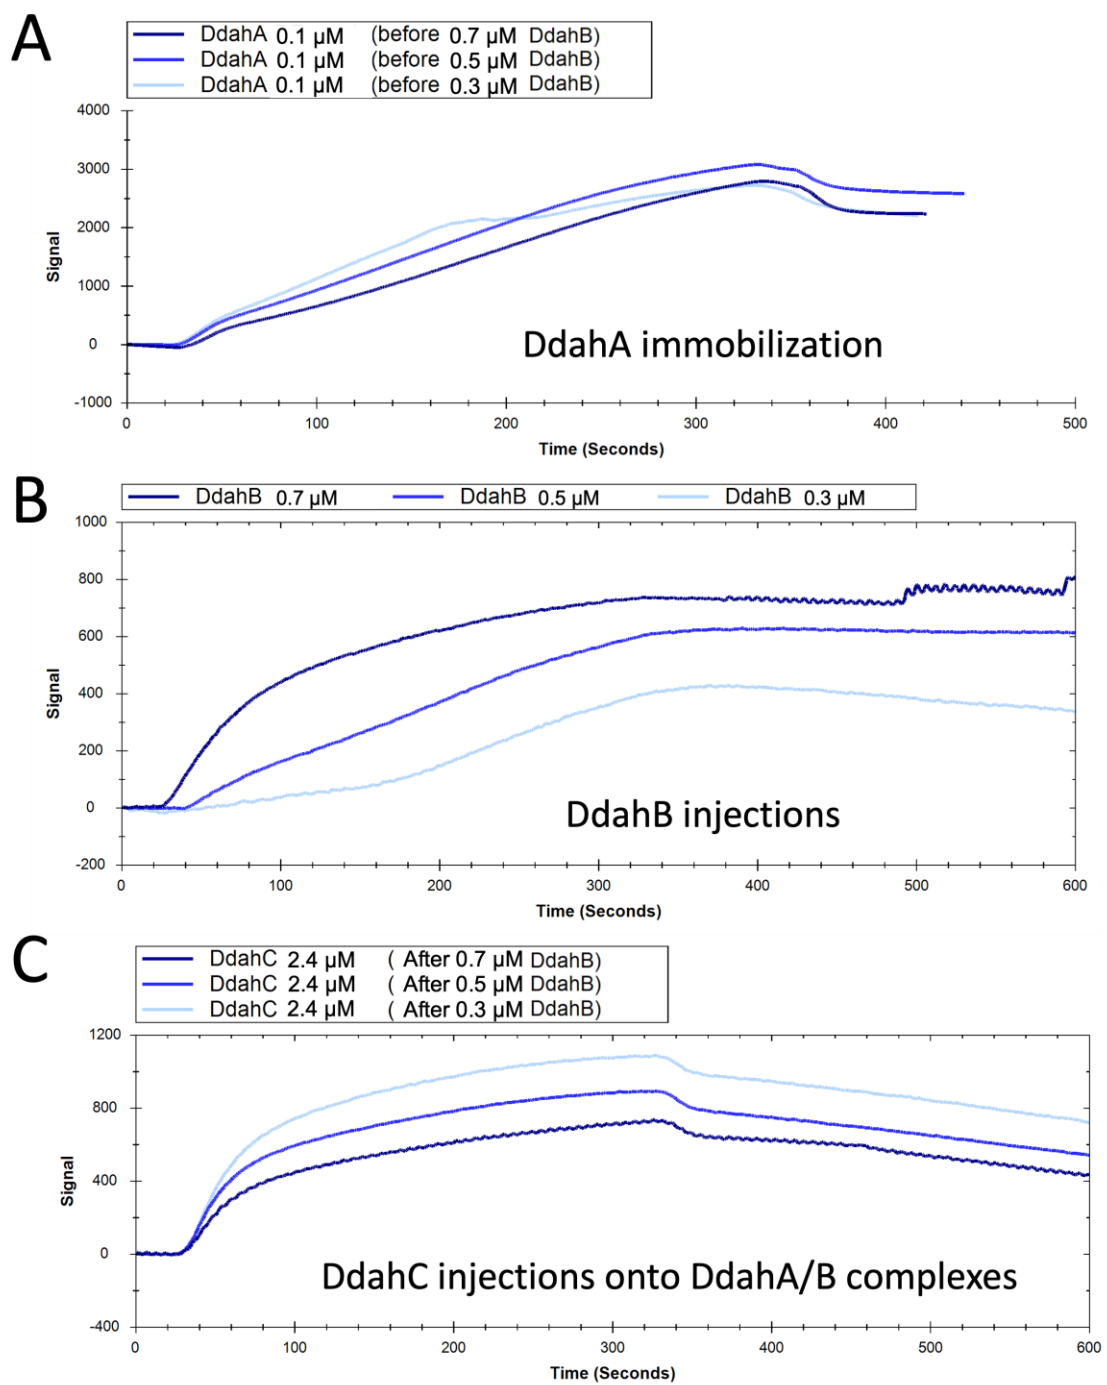 A
DdahA 0.1 µM (before 0.7 µM DdahB)
DdahA 0.1 µM (before 0.5 µM DdahB)
DdahA 0.1 µM (before 0.3 µM DdahB)
4000
3000
2000
1000
0
-1000
Signal
DdahA immobilization
0 100 200 300 400 500
Time (Seconds)
B
DdahB 0.7 µM DdahB 0.5 µM DdahB 0.3 µM
1000
800
600
400
200
0
-200
Signal
DdahB injections
0 100 200 300 400 500 600
Time (Seconds)
C
DdahC 2.4 µM ( After 0.7 µM DdahB)
DdahC 2.4 µM ( After 0.5 µM DdahB)
DdahC 2.4 µM ( After 0.3 µM DdahB)
1200
800
400
0
-400
Signal
DdahC injections onto DdahA/B complexes
0 100 200 300 400 500 600
Time (Seconds)